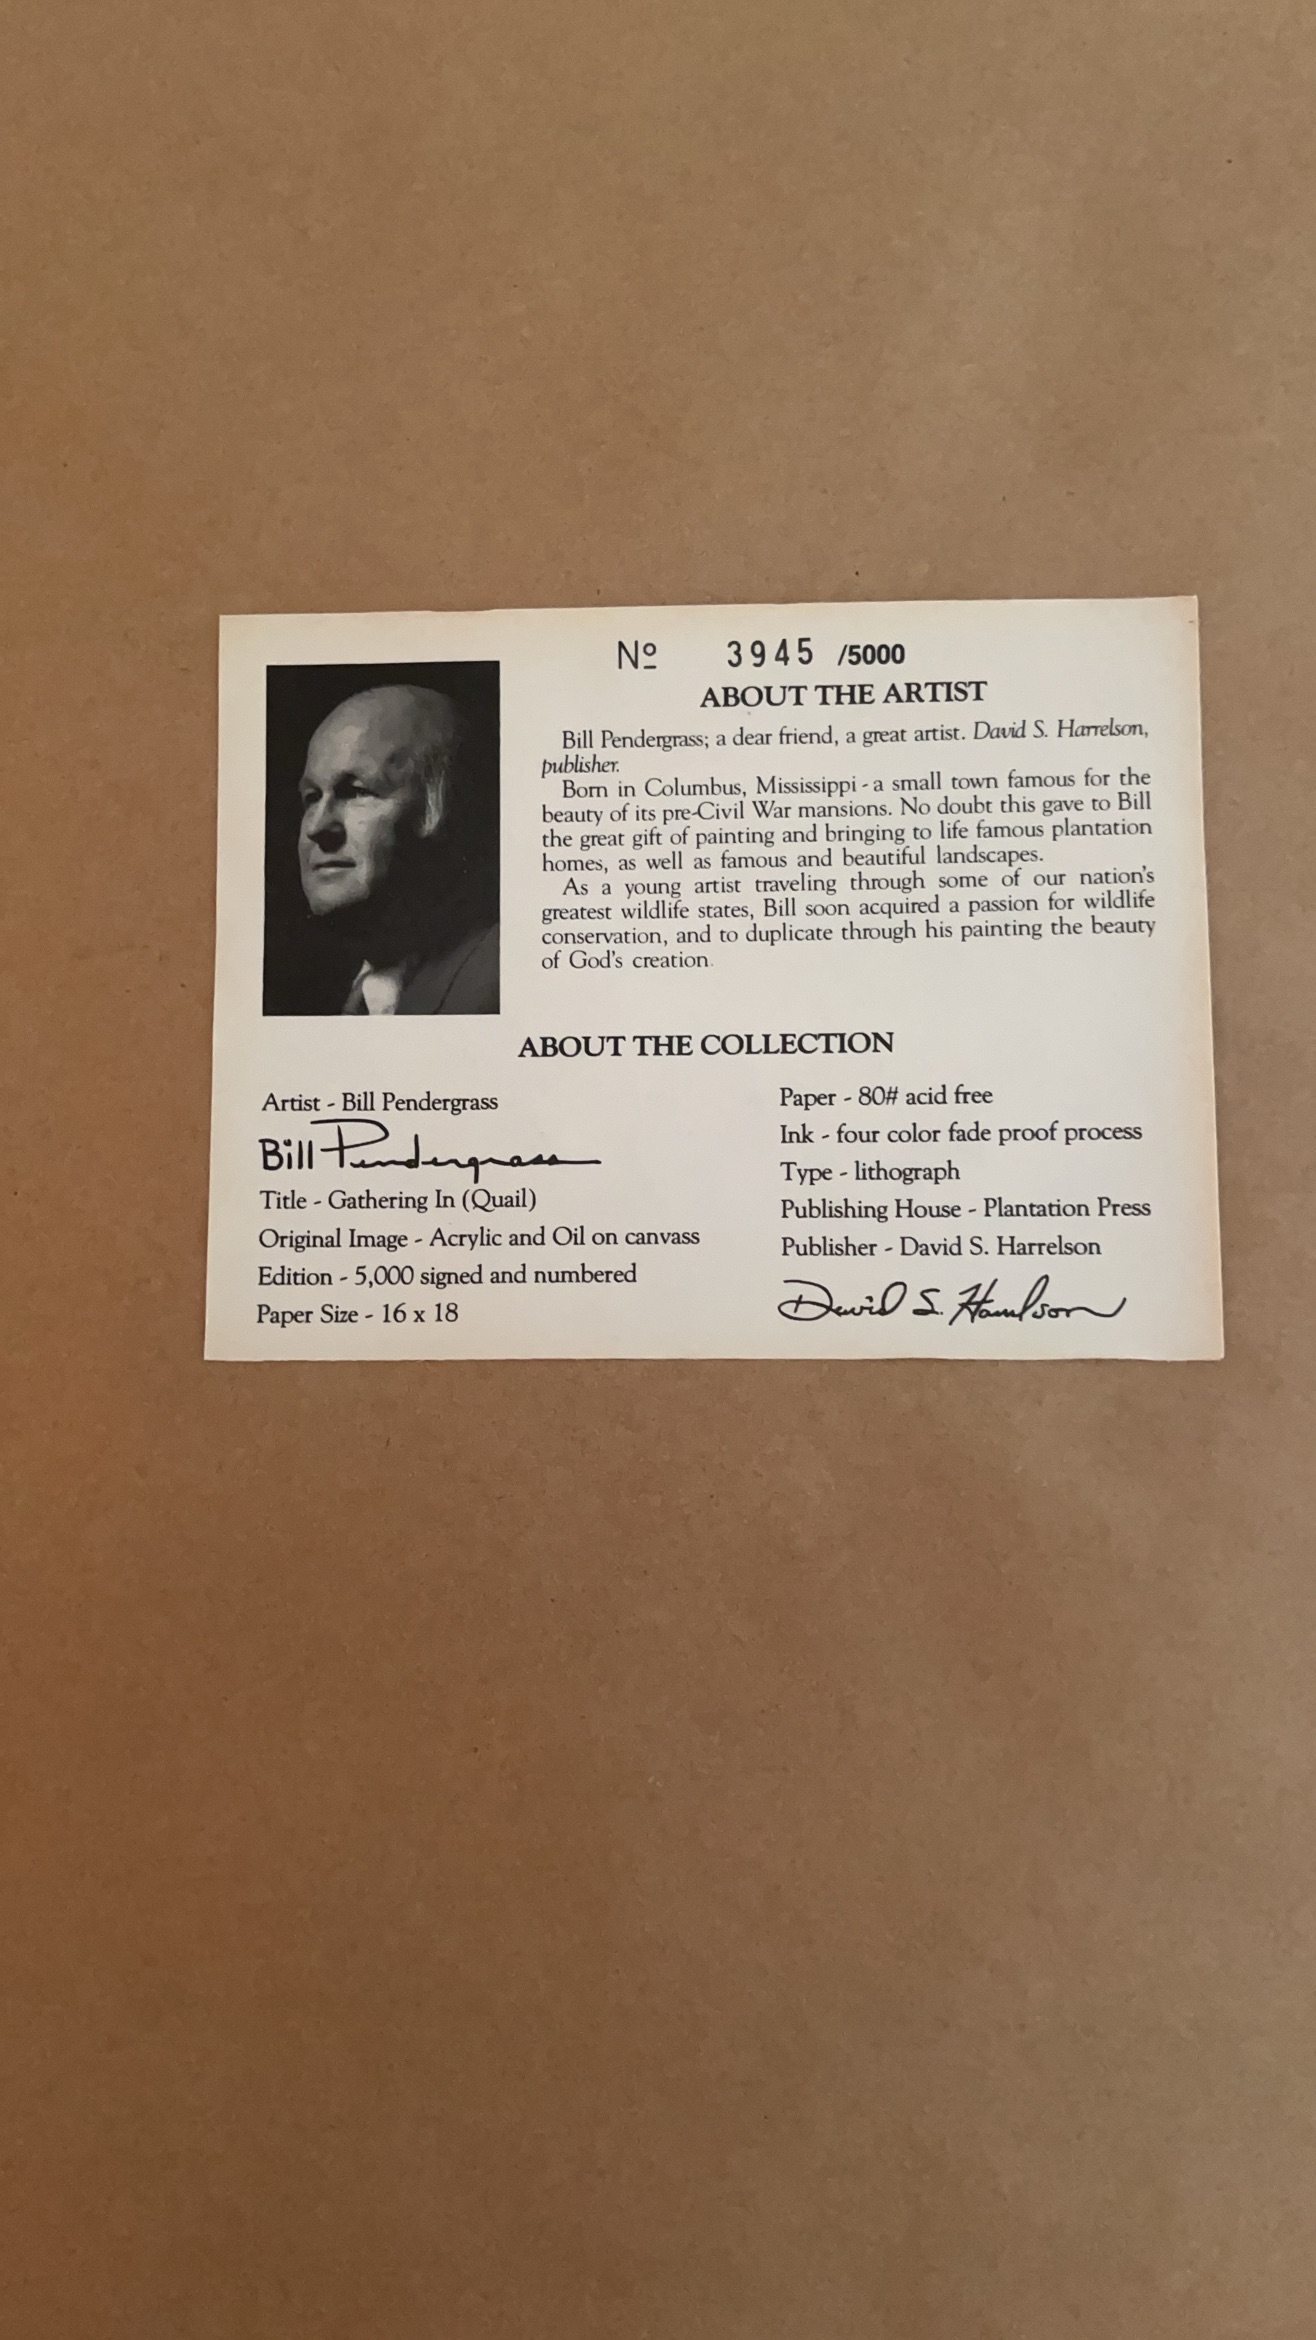 Nº 3945 /5000
ABOUT THE ARTIST
Bill Pendergrass; a dear friend, a great artist. David S. Harrelson,
publisher.
Born in Columbus, Mississippi - a small town famous for the
beauty of its pre-Civil War mansions. No doubt this gave to Bill
the great gift of painting and bringing to life famous plantation
homes, as well as famous and beautiful landscapes.
As a young artist traveling through some of our nation's
greatest wildlife states, Bill soon acquired a passion for wildlife
conservation, and to duplicate through his painting the beauty
of God's creation.
ABOUT THE COLLECTION
Artist - Bill Pendergrass
Bill Pendergrass
Title - Gathering In (Quail)
Original Image - Acrylic and Oil on canvass
Edition - 5,000 signed and numbered
Paper Size - 16 x 18
Paper - 80# acid free
Ink - four color fade proof process
Type - lithograph
Publishing House - Plantation Press
Publisher - David S. Harrelson
David S. Harrelson